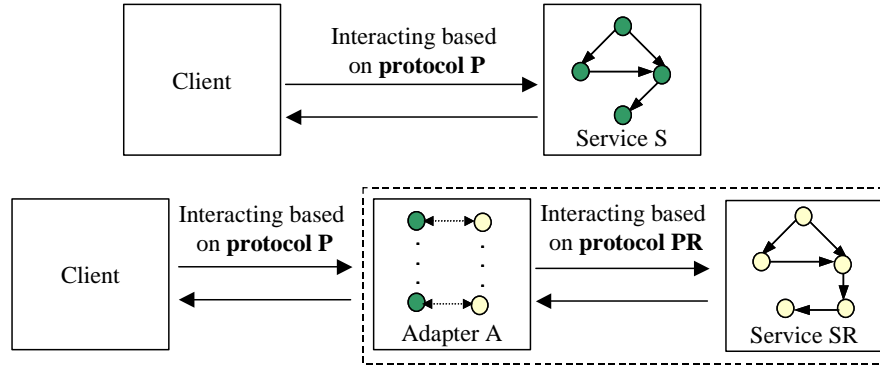 Interacting based
on protocol P
Client
Service S
Interacting based
on protocol P
Interacting based
on protocol PR
Client
Adapter A
Service SR